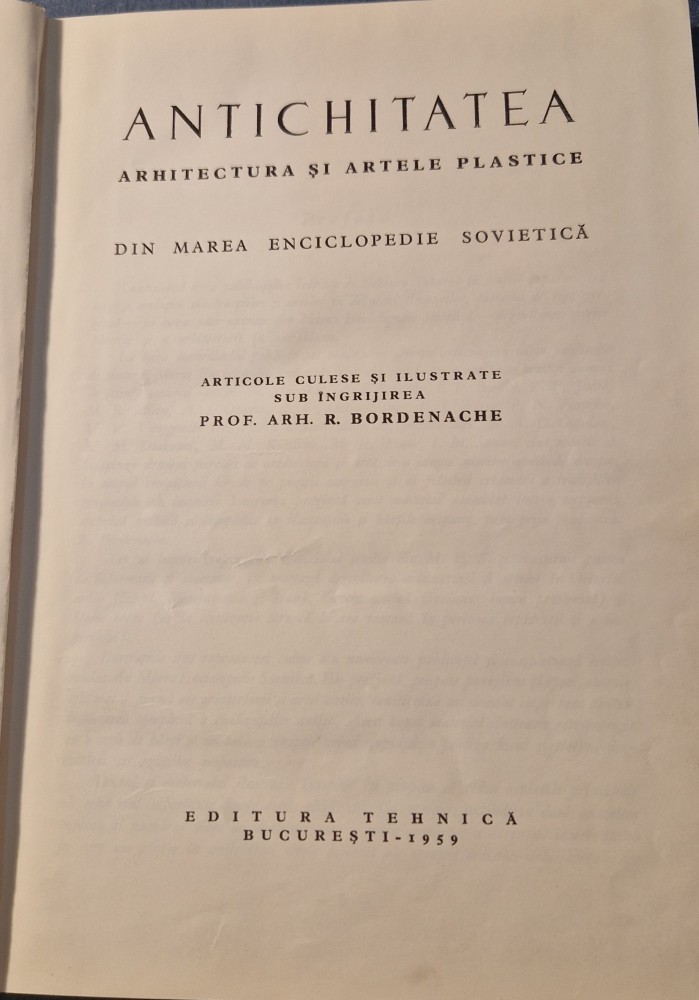 ANTICHITATEA
ARHITECTURA ȘI ARTELE PLASTICE
DIN MAREA ENCICLOPEDIE SOVIETICĂ
ARTICOLE CULESE ȘI ILUSTRATE
SUB ÎNGRIJIREA
PROF. ARH. R. BORDENACHE
EDITURA TEHNICĂ
BUCUREȘTI-1959